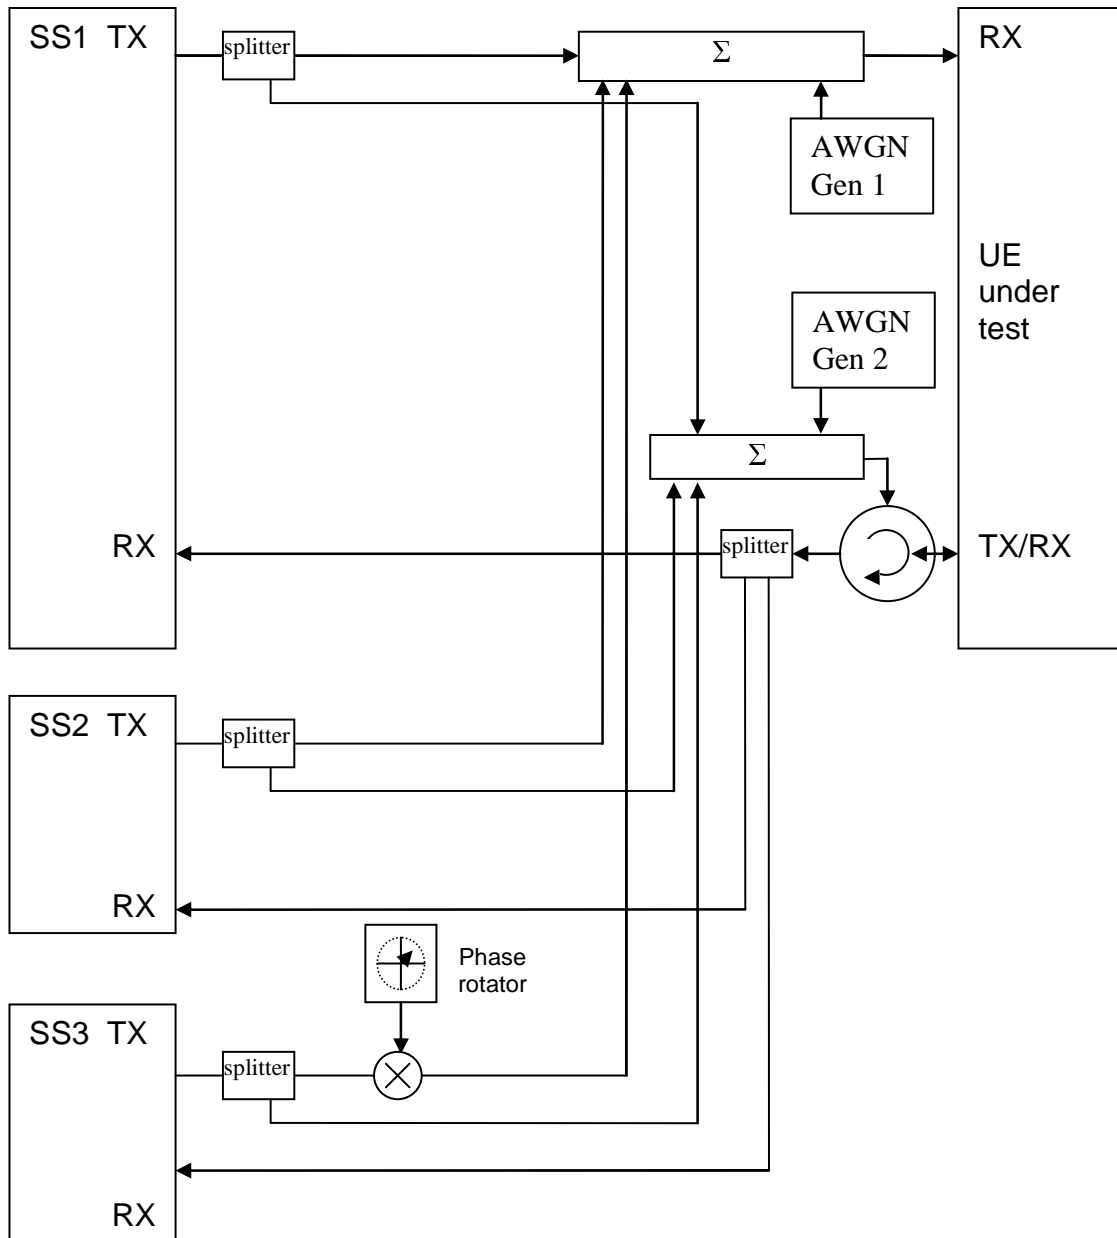 SS1 TX
splitter
Σ
RX
AWGN
Gen 1
UE
under
test
AWGN
Gen 2
Σ
RX
splitter
TX/RX
SS2 TX
splitter
RX
Phase
rotator
SS3 TX
splitter
RX